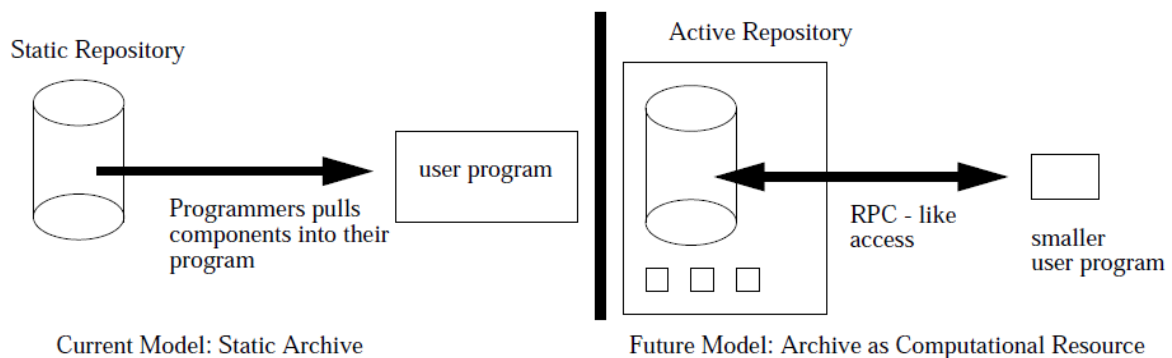 Static Repository
user program
Programmers pulls
components into their
program
Current Model: Static Archive
Active Repository
RPC - like
access
smaller
user program
Future Model: Archive as Computational Resource